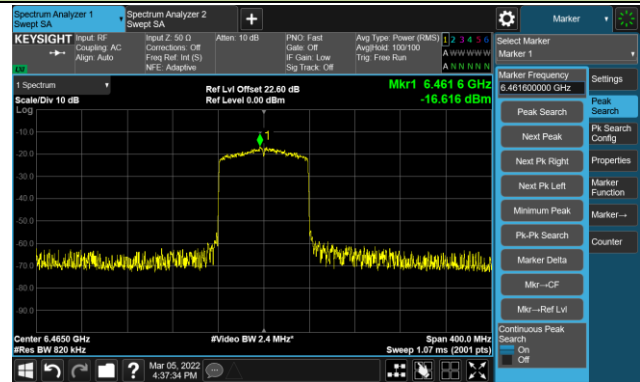 Spectrum Analyzer 1
Swept SA
Spectrum Analyzer 2
Swept SA
+
Marker
KEYSIGHT
Input: RF
Coupling: AC
Align: Auto
Input Z: 50 Ω
Corrections: Off
Freq Ref: Int (S)
NFE: Adaptive
Atten: 10 dB
PNO: Fast
Gate: Off
IF Gain: Low
Sig Track: Off
Avg Type: Power (RMS)
Avg|Hold: 100/100
Trig: Free Run
1 2 3 4 5 6
A W W W W W
A N N N N N
Select Marker
Marker 1
1 Spectrum
Scale/Div 10 dB
Log
Ref Lvl Offset 22.60 dB
Ref Level 0.00 dBm
Mkr1 6.461 6 GHz
-16.616 dBm
-10.0
-20.0
-30.0
-40.0
-50.0
-60.0
-70.0
-80.0
-90.0
1
Center 6.4650 GHz
#Res BW 820 kHz
#Video BW 2.4 MHz*
Span 400.0 MHz
Sweep 1.07 ms (2001 pts)
Marker Frequency
6.461600000 GHz
Peak Search
Next Peak
Next Pk Right
Next Pk Left
Minimum Peak
Pk-Pk Search
Marker Delta
Mkr→CF
Mkr→Ref Lvl
Continuous Peak
Search
On
Off
Settings
Peak
Search
Pk Search
Config
Properties
Marker
Function
Marker→
Counter
?
Mar 05, 2022
4:37:34 PM